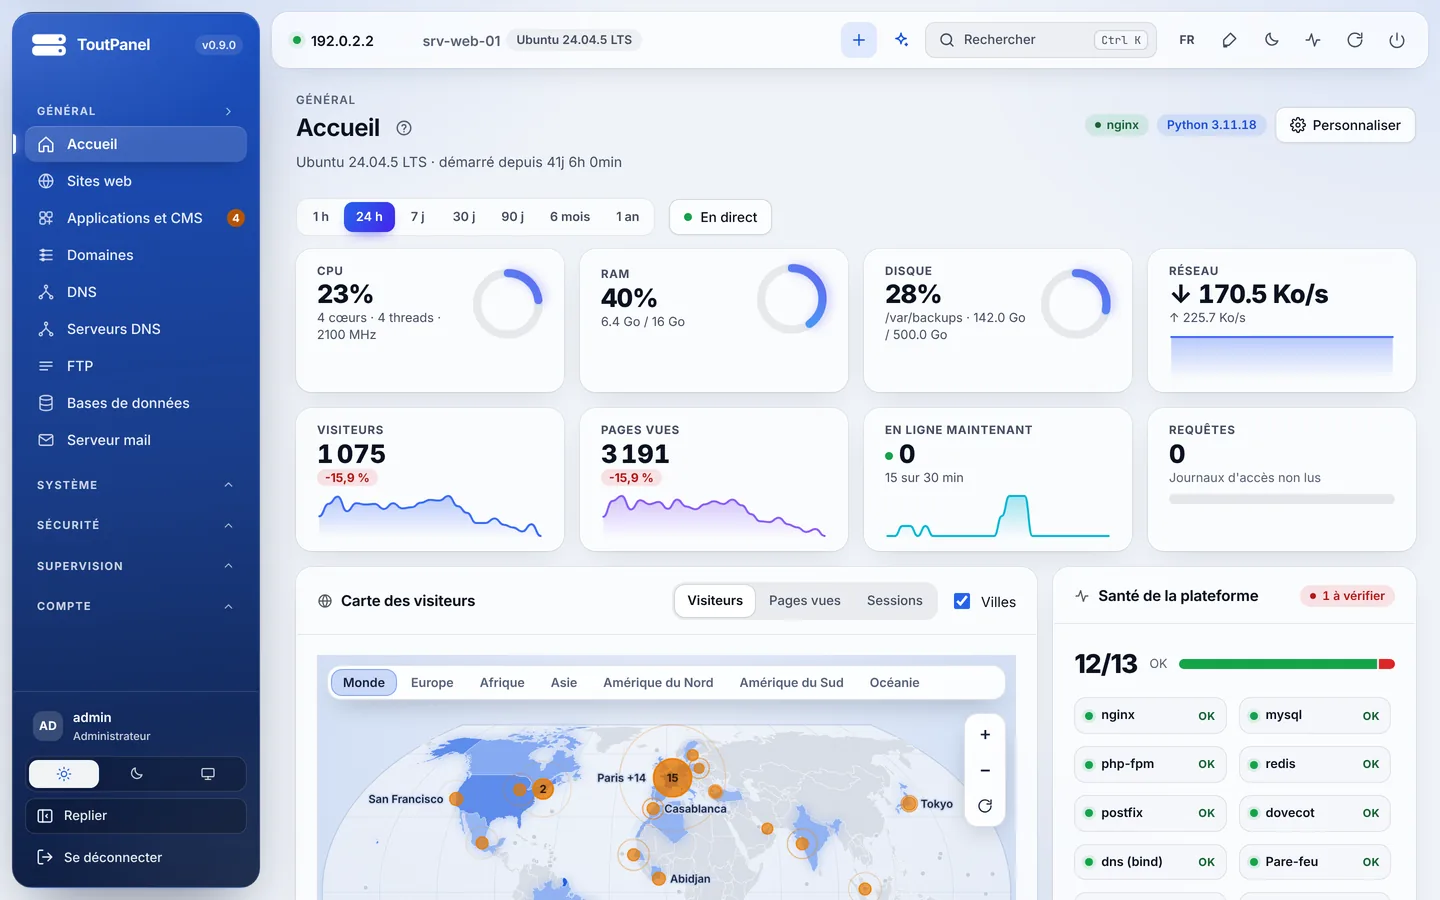 ToutPanel
v0.9.0
GÉNÉRAL
Accueil
Sites web
Applications et CMS
4
Domaines
DNS
Serveurs DNS
FTP
Bases de données
Serveur mail
SYSTÈME
SÉCURITÉ
SUPERVISION
COMPTE
AD
admin
Administrateur
Replier
Se déconnecter
192.0.2.2
srv-web-01
Ubuntu 24.04.5 LTS
Rechercher
Ctrl K
FR
GÉNÉRAL
Accueil
Ubuntu 24.04.5 LTS · démarré depuis 41j 6h 0min
nginx
Python 3.11.18
Personnaliser
1 h
24 h
7 j
30 j
90 j
6 mois
1 an
En direct
CPU
23%
4 cœurs · 4 threads ·
2100 MHz
RAM
40%
6.4 Go / 16 Go
DISQUE
28%
/var/backups · 142.0 Go
/ 500.0 Go
RÉSEAU
↓ 170.5 Ko/s
↑ 225.7 Ko/s
VISITEURS
1 075
-15,9 %
PAGES VUES
3 191
-15,9 %
EN LIGNE MAINTENANT
0
15 sur 30 min
REQUÊTES
0
Journaux d'accès non lus
Carte des visiteurs
Visiteurs
Pages vues
Sessions
Villes
Monde
Europe
Afrique
Asie
Amérique du Nord
Amérique du Sud
Océanie
+
−
Paris +14
15
San Francisco
2
Casablanca
Tokyo
Abidjan
Santé de la plateforme
1 à vérifier
12/13
OK
nginx
OK
mysql
OK
php-fpm
OK
redis
OK
postfix
OK
dovecot
OK
dns (bind)
OK
Pare-feu
OK